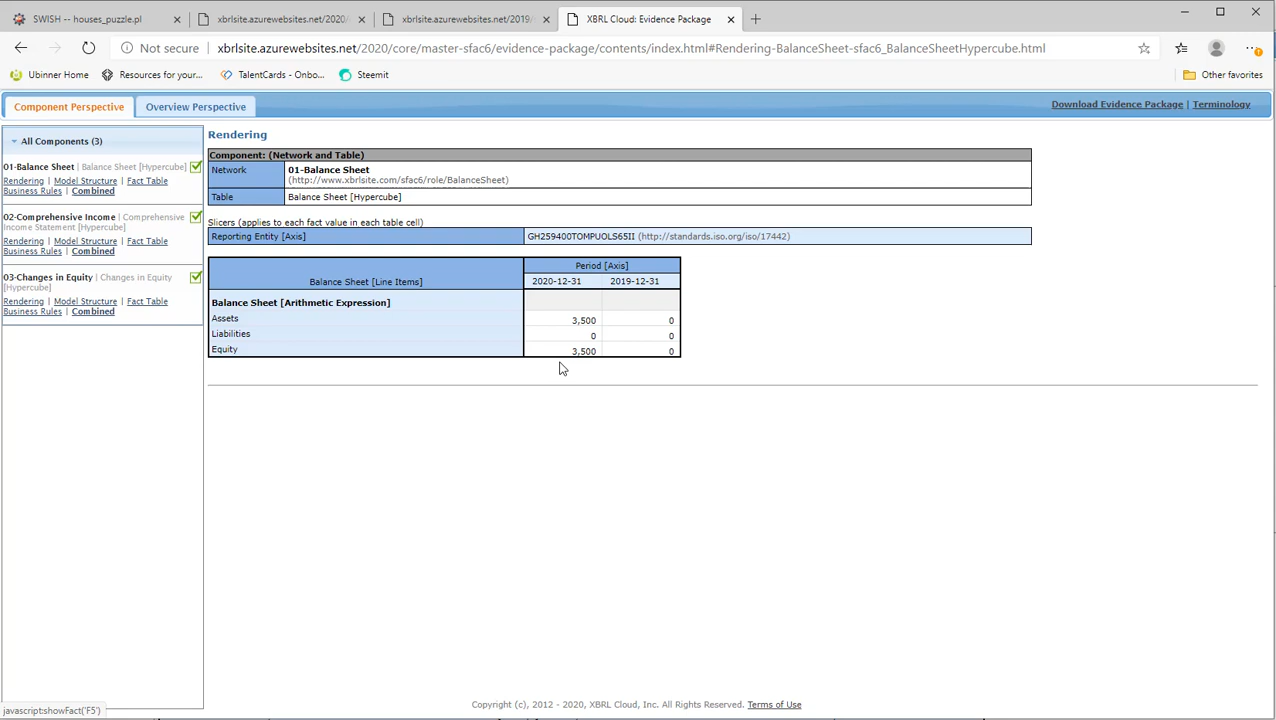 SWISH -- houses_puzzle.pl
xbrlsite.azurewebsites.net/2020/
xbrlsite.azurewebsites.net/2019/
XBRL Cloud: Evidence Package
Not secure
xbrlsite.azurewebsites.net/2020/core/master-sfac6/evidence-package/contents/index.html#Rendering-BalanceSheet-sfac6_BalanceSheetHypercube.html
Ubinner Home
Resources for your...
TalentCards - Onbo...
Steemit
Other favorites
Component Perspective
Overview Perspective
Download Evidence Package | Terminology
All Components (3)
01-Balance Sheet | Balance Sheet [Hypercube]
Rendering | Model Structure | Fact Table
Business Rules | Combined
02-Comprehensive Income | Comprehensive
Income Statement [Hypercube]
Rendering | Model Structure | Fact Table
Business Rules | Combined
03-Changes in Equity | Changes in Equity
[Hypercube]
Rendering | Model Structure | Fact Table
Business Rules | Combined
Rendering
Component: (Network and Table)
Network
01-Balance Sheet
(http://www.xbrlsite.com/sfac6/role/BalanceSheet)
Table
Balance Sheet [Hypercube]
Slicers (applies to each fact value in each table cell)
Reporting Entity [Axis]
GH259400TOMPUOLS65II (http://standards.iso.org/iso/17442)
Balance Sheet [Line Items]
Period [Axis]
2020-12-31 2019-12-31
Balance Sheet [Arithmetic Expression]
Assets 3,500 0
Liabilities 0 0
Equity 3,500 0
javascript:showFact('F5')
Copyright (c), 2012 - 2020, XBRL Cloud, Inc. All Rights Reserved. Terms of Use